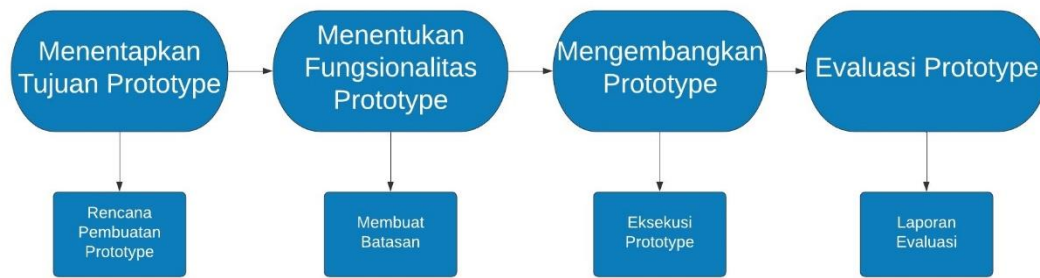 Menentapkan
Tujuan Prototype
Menentukan
Fungsionalitas
Prototype
Mengembangkan
Prototype
Evaluasi Prototype
Rencana
Pembuatan
Prototype
Membuat
Batasan
Eksekusi
Prototype
Laporan
Evaluasi